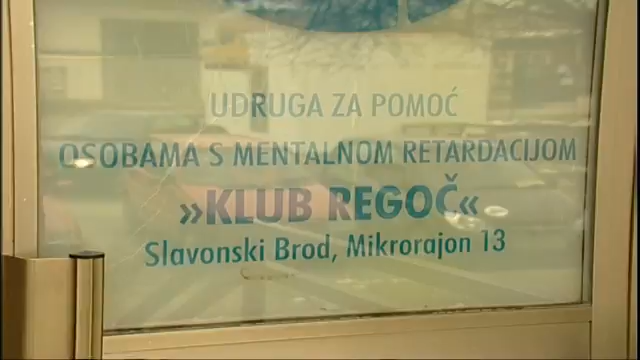 UDRUGA ZA POMOĆ
OSOBAMA S MENTALNOM RETARDACIJOM
»KLUB REGOČ«
Slavonski Brod, Mikrorajon 13